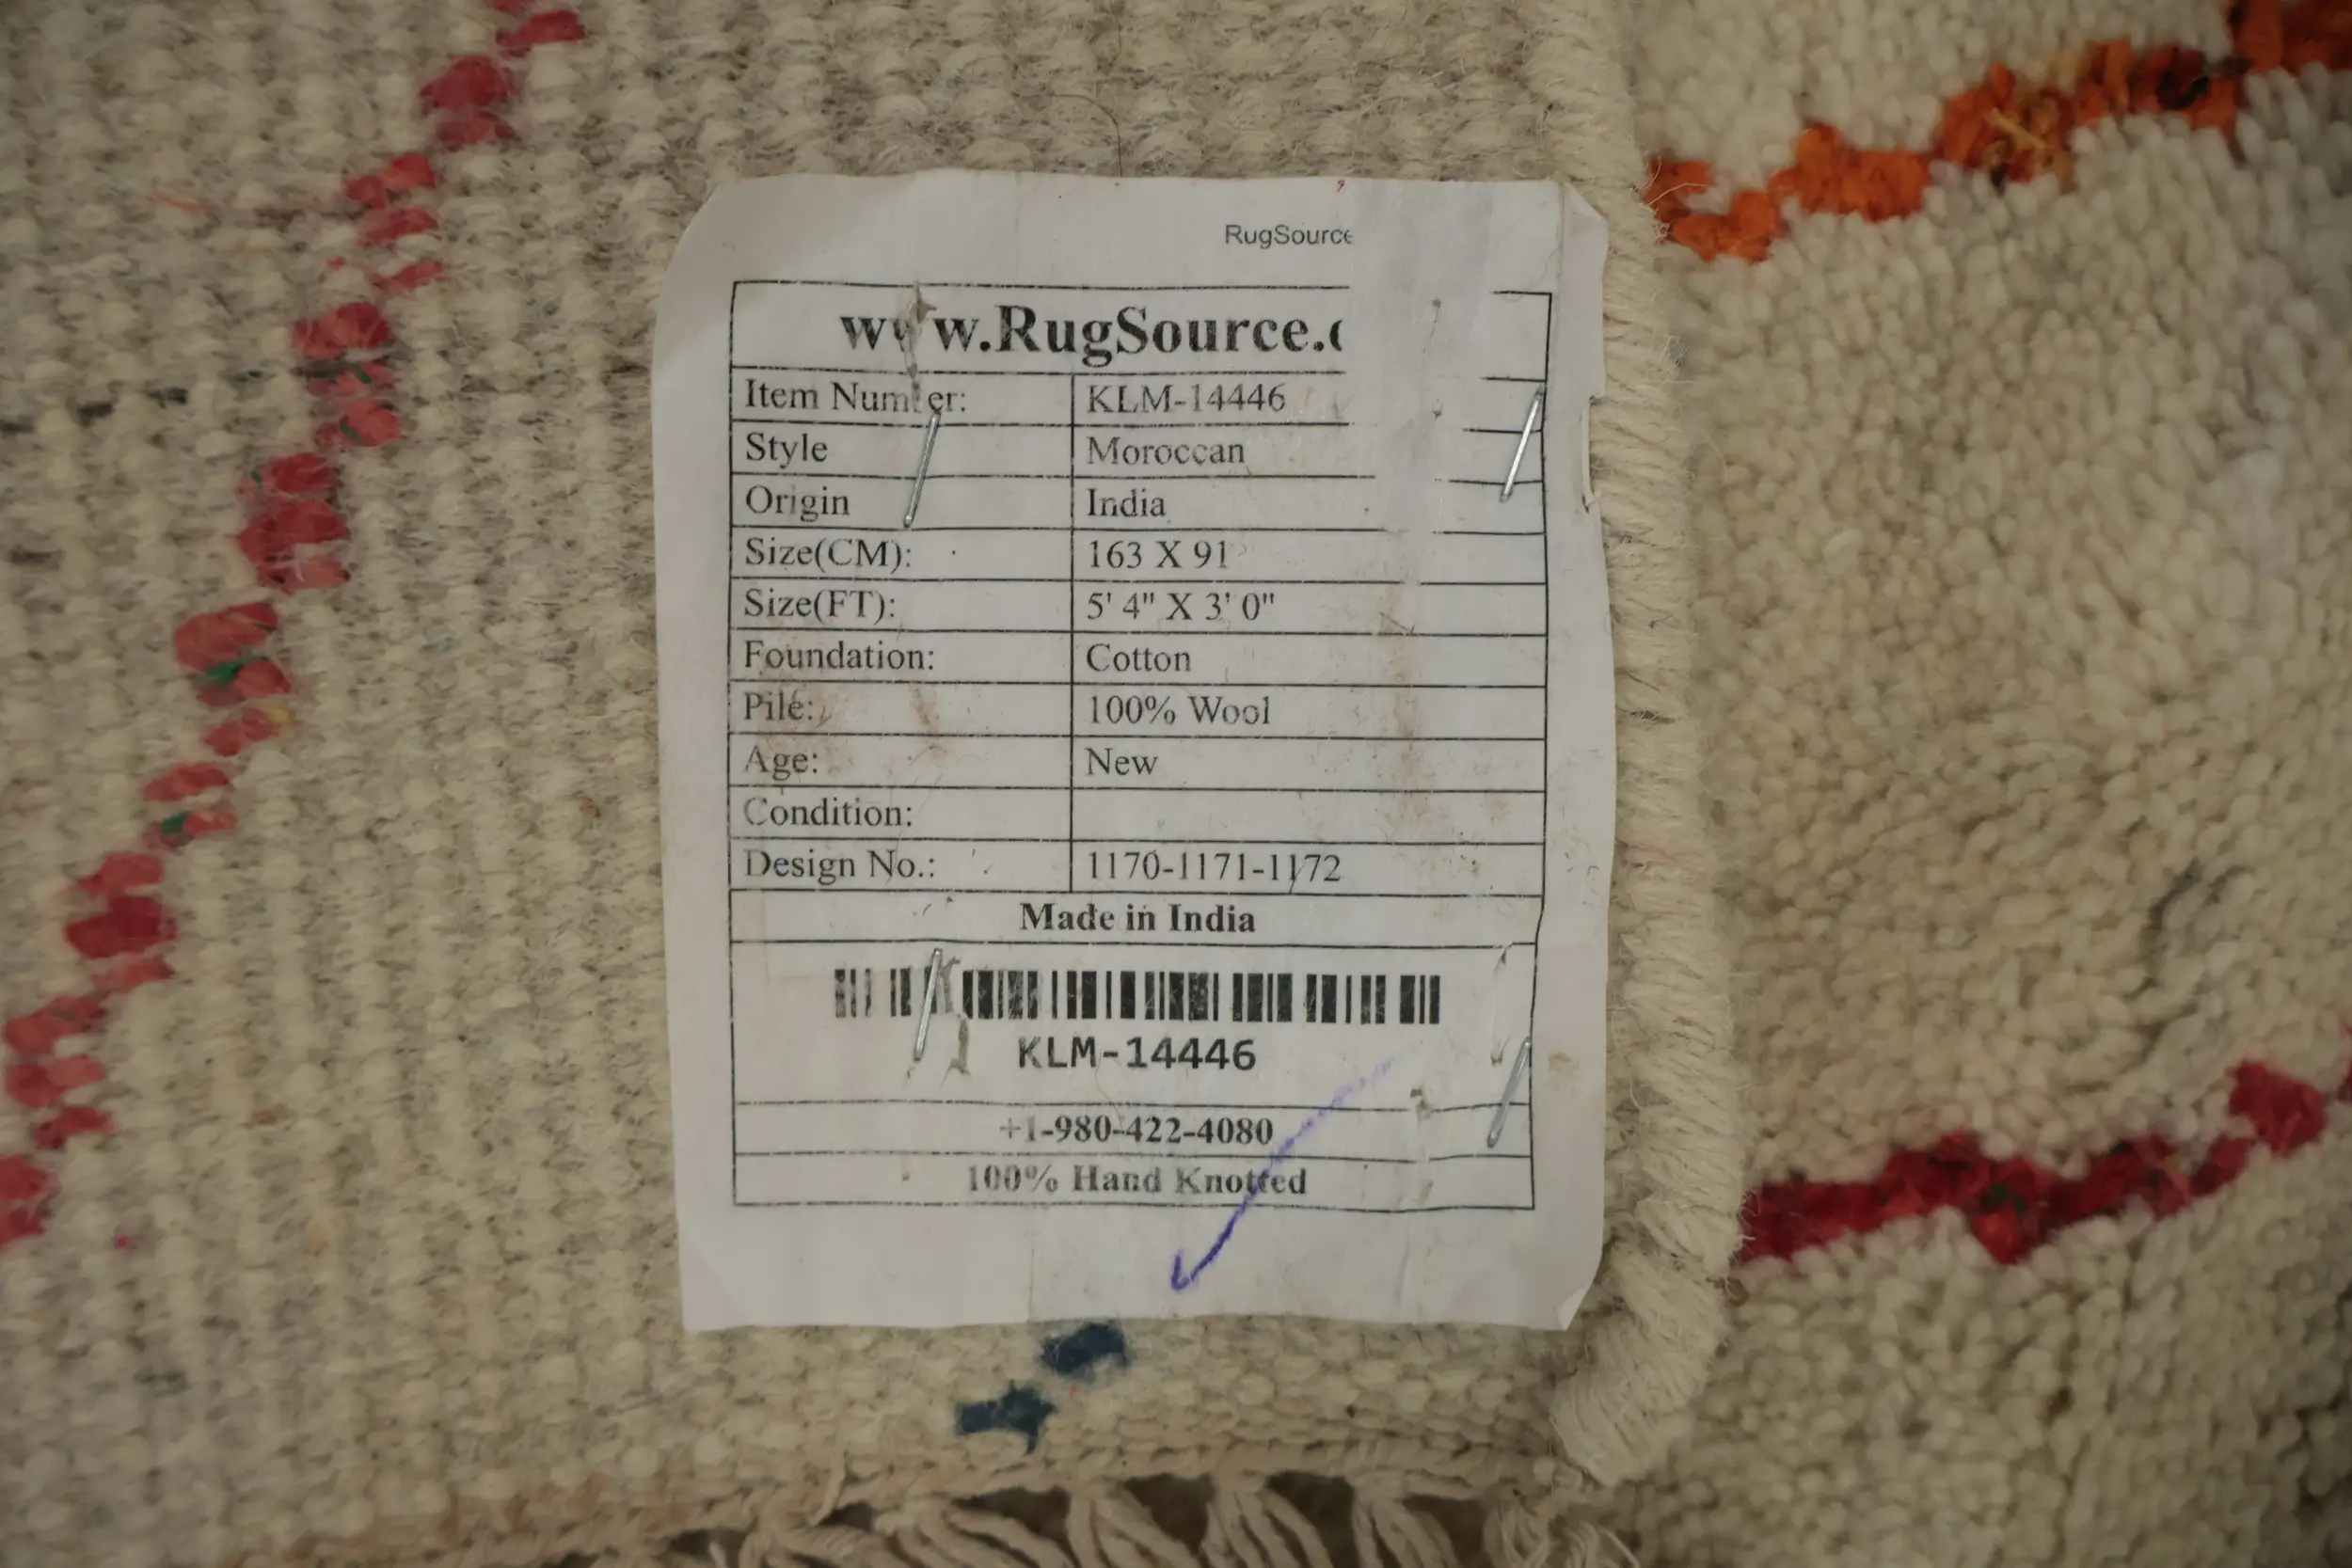 RugSource
www.RugSource.c
Item Number: KLM-14446
Style Moroccan
Origin India
Size(CM): 163 X 91
Size(FT): 5' 4" X 3' 0"
Foundation: Cotton
Pile: 100% Wool
Age: New
Condition:
Design No.: 1170-1171-1172
Made in India
KLM-14446
+1-980-422-4080
100% Hand Knotted